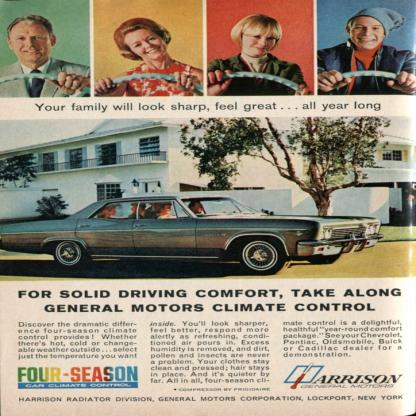 Your family will look sharp, feel great . . . all year long
FOR SOLID DRIVING COMFORT, TAKE ALONG
GENERAL MOTORS CLIMATE CONTROL
Discover the dramatic differ-
ence four-season climate
control provides! Whether
there's hot, cold or change-
able weather outside . . . select
just the temperature you want
inside. You'll look sharper,
feel better, respond more
alertly as refreshing, condi-
tioned air pours in. Excess
humidity is removed, and dirt,
pollen and insects are never
a problem. Your clothes stay
clean and pressed; hair stays
in place. And it's quieter by
far. All in all, four-season cli-
mate control is a delightful,
healthful "year-round comfort
package." See your Chevrolet,
Pontiac, Oldsmobile, Buick
or Cadillac dealer for a
demonstration.
FOUR-SEASON
CAR CLIMATE CONTROL
• COMPRESSOR BY FRIGIDAIRE
HARRISON
GENERAL MOTORS
HARRISON RADIATOR DIVISION, GENERAL MOTORS CORPORATION, LOCKPORT, NEW YORK